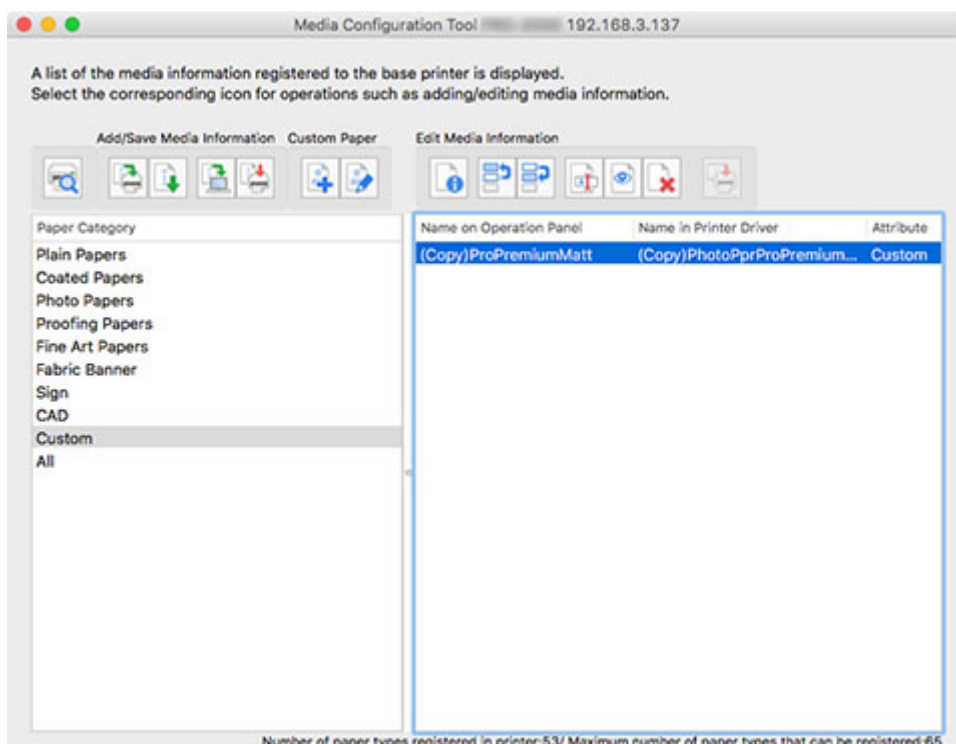 Media Configuration Tool 192.168.3.137
A list of the media information registered to the base printer is displayed.
Select the corresponding icon for operations such as adding/editing media information.
Add/Save Media Information Custom Paper Edit Media Information
Paper Category
Plain Papers
Coated Papers
Photo Papers
Proofing Papers
Fine Art Papers
Fabric Banner
Sign
CAD
Custom
All
Name on Operation Panel Name in Printer Driver Attribute
(Copy)ProPremiumMatt (Copy)PhotoPprProPremium... Custom
Number of paper types registered in printer:53/ Maximum number of paper types that can be registered:65